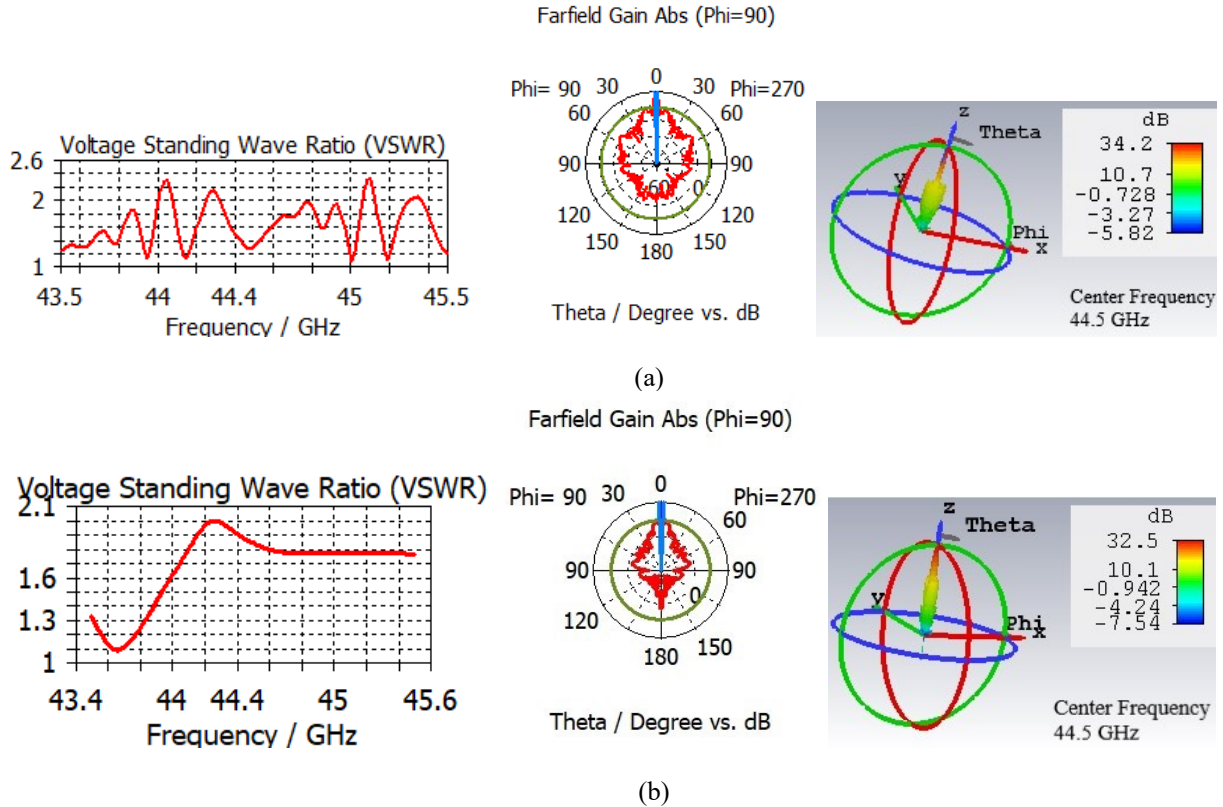 Farfield Gain Abs (Phi=90)
Phi= 90 30 0 30 Phi=270
60 60
90 90
60 0
120 120
150 150
180
Theta / Degree vs. dB
Voltage Standing Wave Ratio (VSWR)
2.6
2
1
43.5 44 44.4 45 45.5
Frequency / GHz
z
Theta
y
Phi
x
dB
34.2
10.7
-0.728
-3.27
-5.82
Center Frequency
44.5 GHz
(a)
Farfield Gain Abs (Phi=90)
Voltage Standing Wave Ratio (VSWR)
2.1
1.6
1.3
1
43.4 44 44.4 45 45.6
Frequency / GHz
Phi= 90 30 0 Phi=270
60
90 90
0
120 120
180 150
Theta / Degree vs. dB
z
Theta
y
Phi
x
dB
32.5
10.1
-0.942
-4.24
-7.54
Center Frequency
44.5 GHz
(b)